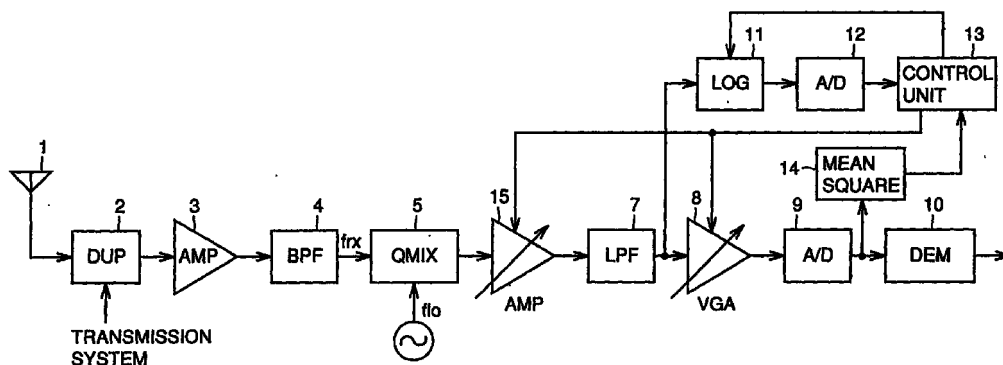 11
12
13
LOG
A/D
CONTROL
UNIT
1
14
MEAN
SQUARE
2
3
4
5
15
7
8
9
10
DUP
AMP
BPF
frx
QMIX
LPF
A/D
DEM
AMP
VGA
flo
TRANSMISSION
SYSTEM